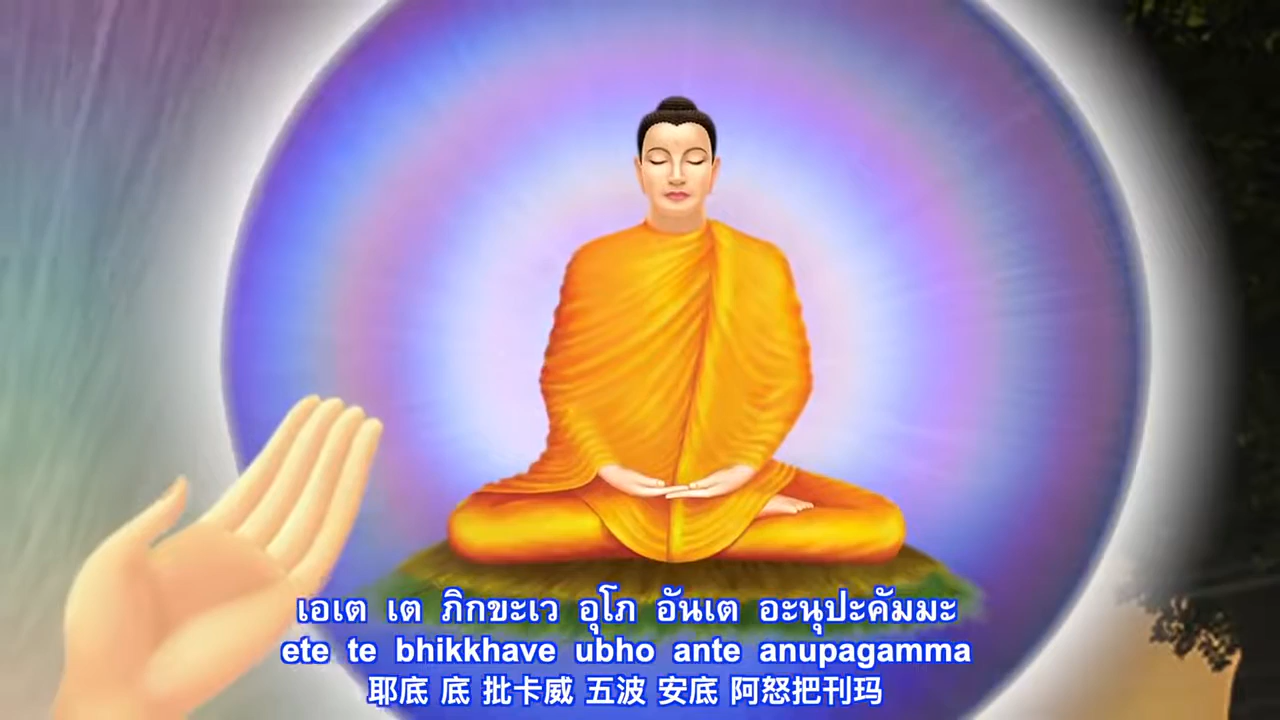 เอเต เต ภิกขะเว อุโภ อันเต อะนุปะคัมมะ
ete te bhikkhave ubho ante anupagamma
耶底 底 批卡威 五波 安底 阿怒把刊玛